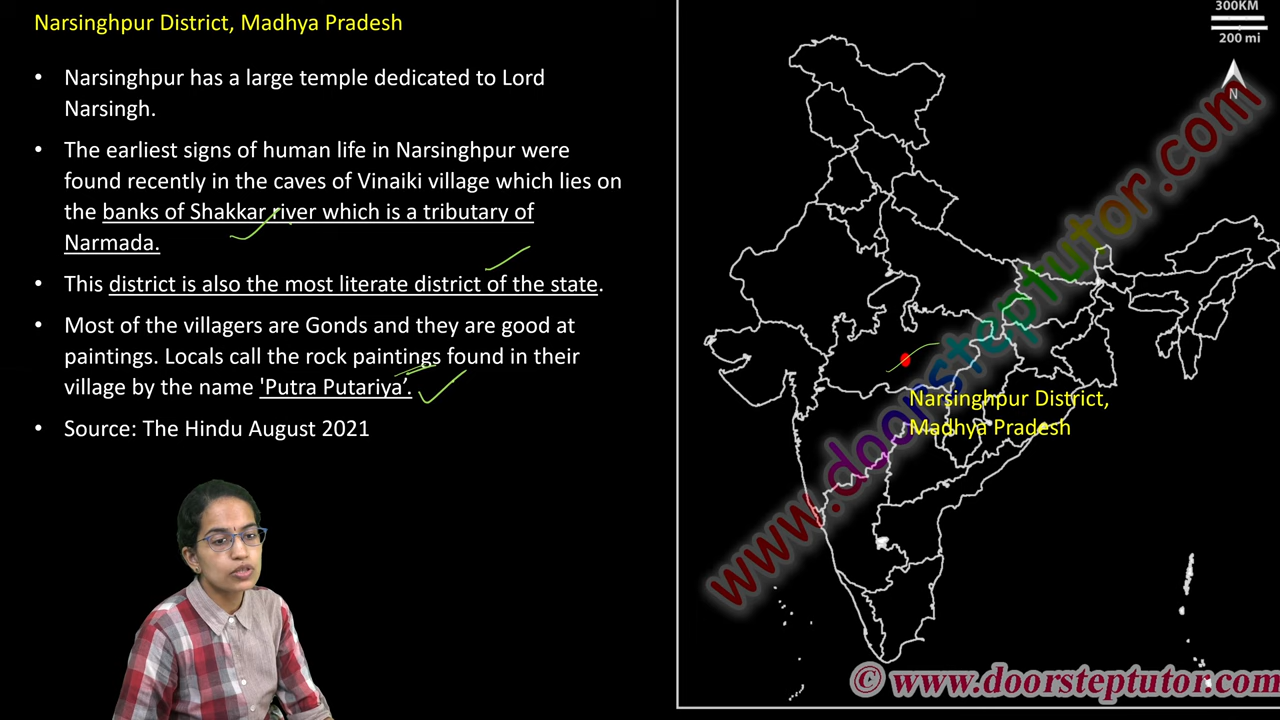 Narsinghpur District, Madhya Pradesh
• Narsinghpur has a large temple dedicated to Lord
Narsingh.
• The earliest signs of human life in Narsinghpur were
found recently in the caves of Vinaiki village which lies on
the banks of Shakkar river which is a tributary of
Narmada.
• This district is also the most literate district of the state.
• Most of the villagers are Gonds and they are good at
paintings. Locals call the rock paintings found in their
village by the name 'Putra Putariya’.
• Source: The Hindu August 2021
300KM
200 mi
N
www.doorsteptutor.com
Narsinghpur District,
Madhya Pradesh
© www.doorsteptutor.com